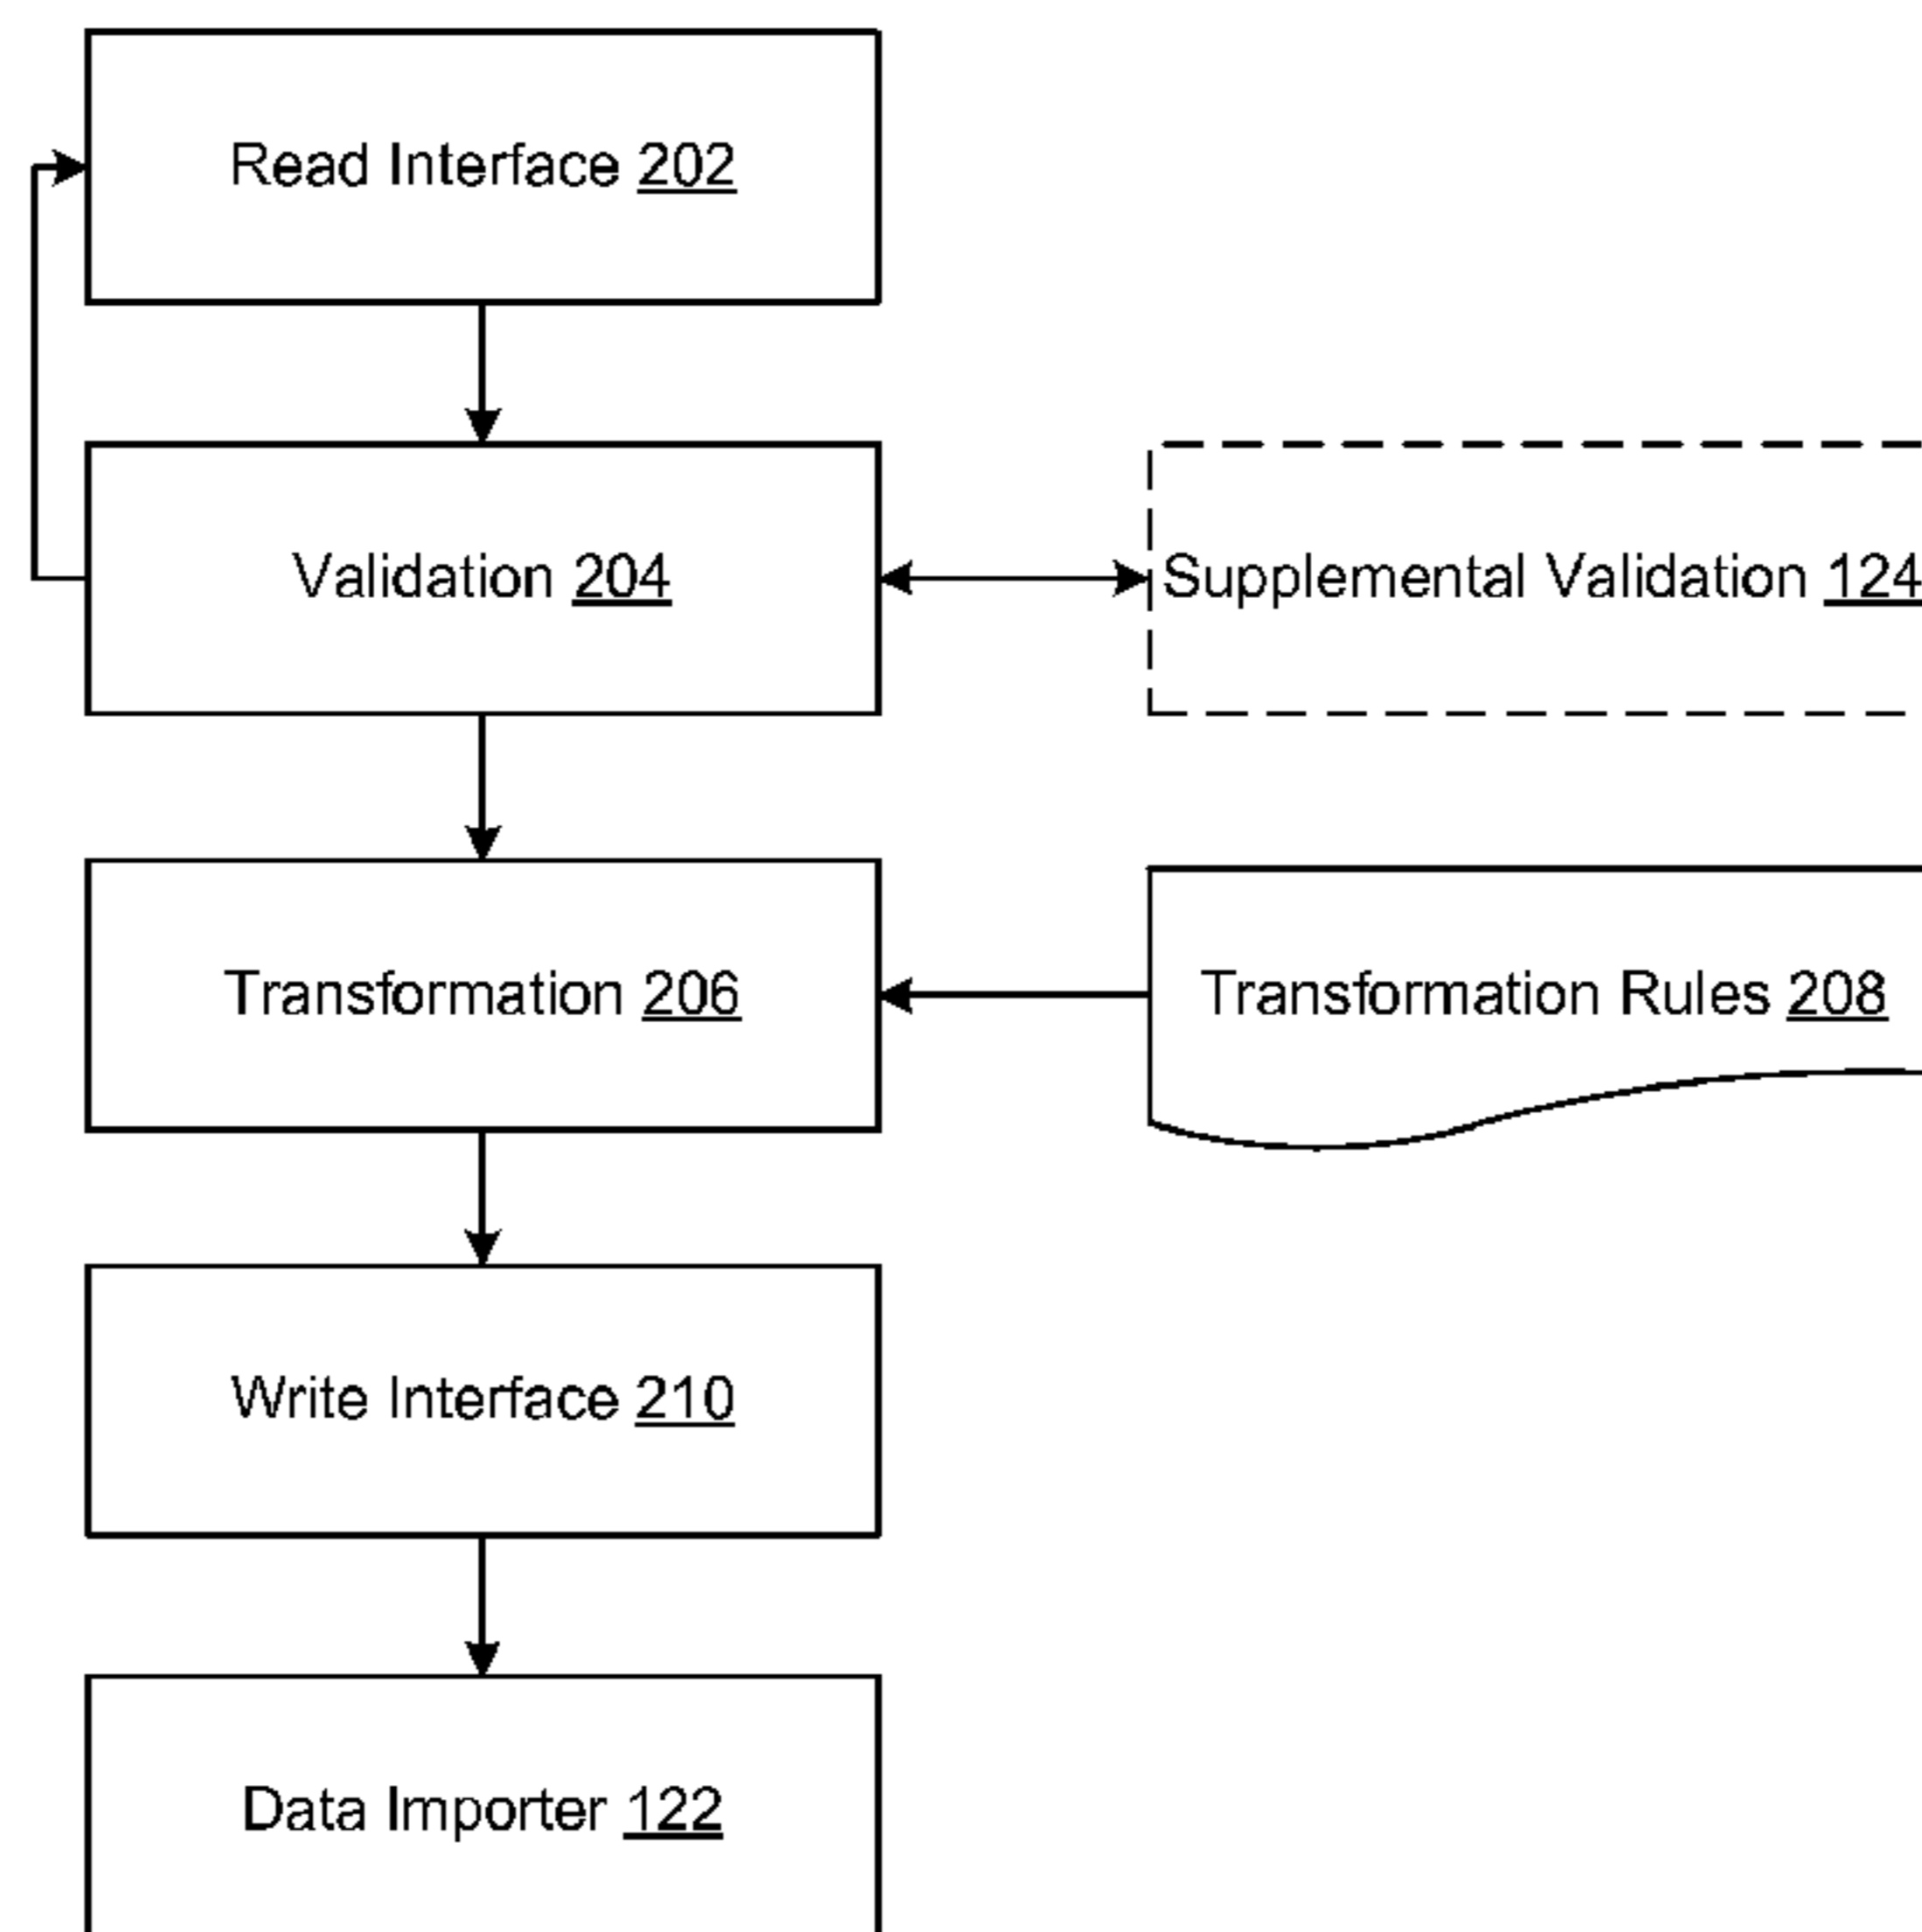 Read Interface 202
Validation 204
Supplemental Validation 124
Transformation 206
Transformation Rules 208
Write Interface 210
Data Importer 122